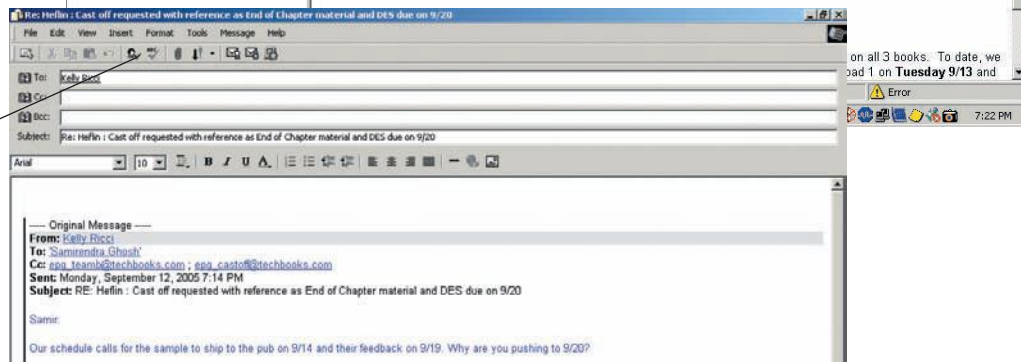 Re: Heflin : Cast off requested with reference as End of Chapter material and DES due on 9/20
File Edit View Insert Format Tools Message Help
on all 3 books. To date, we
oad 1 on Tuesday 9/13 and
Error
7:22 PM
To: Kelly Ricci
Cc:
Bcc:
Subject: Re: Heflin : Cast off requested with reference as End of Chapter material and DES due on 9/20
Arial 10 B I U A
----- Original Message -----
From: Kelly Ricci
To: 'Samirendra Ghosh'
Cc: epg_teamb@techbooks.com ; epg_castoff@techbooks.com
Sent: Monday, September 12, 2005 7:14 PM
Subject: RE: Heflin : Cast off requested with reference as End of Chapter material and DES due on 9/20
Samir.
Our schedule calls for the sample to ship to the pub on 9/14 and their feedback on 9/19. Why are you pushing to 9/20?